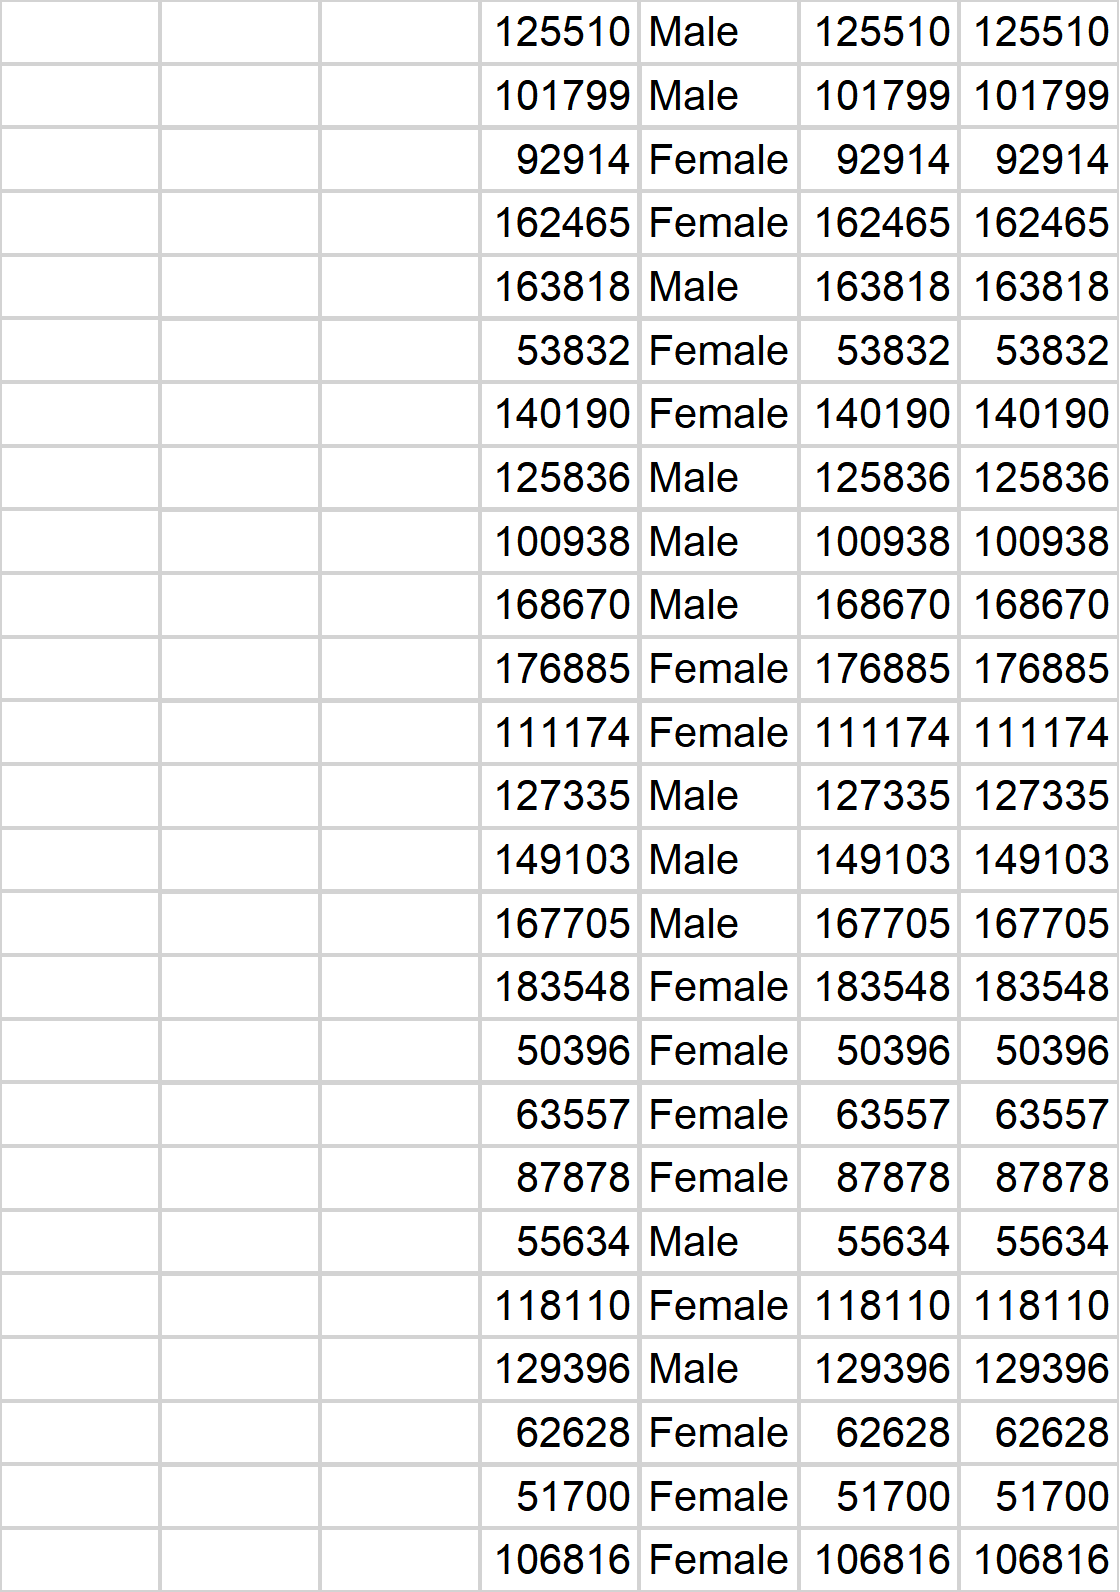 125510 Male 125510 125510
101799 Male 101799 101799
92914 Female 92914 92914
162465 Female 162465 162465
163818 Male 163818 163818
53832 Female 53832 53832
140190 Female 140190 140190
125836 Male 125836 125836
100938 Male 100938 100938
168670 Male 168670 168670
176885 Female 176885 176885
111174 Female 111174 111174
127335 Male 127335 127335
149103 Male 149103 149103
167705 Male 167705 167705
183548 Female 183548 183548
50396 Female 50396 50396
63557 Female 63557 63557
87878 Female 87878 87878
55634 Male 55634 55634
118110 Female 118110 118110
129396 Male 129396 129396
62628 Female 62628 62628
51700 Female 51700 51700
106816 Female 106816 106816